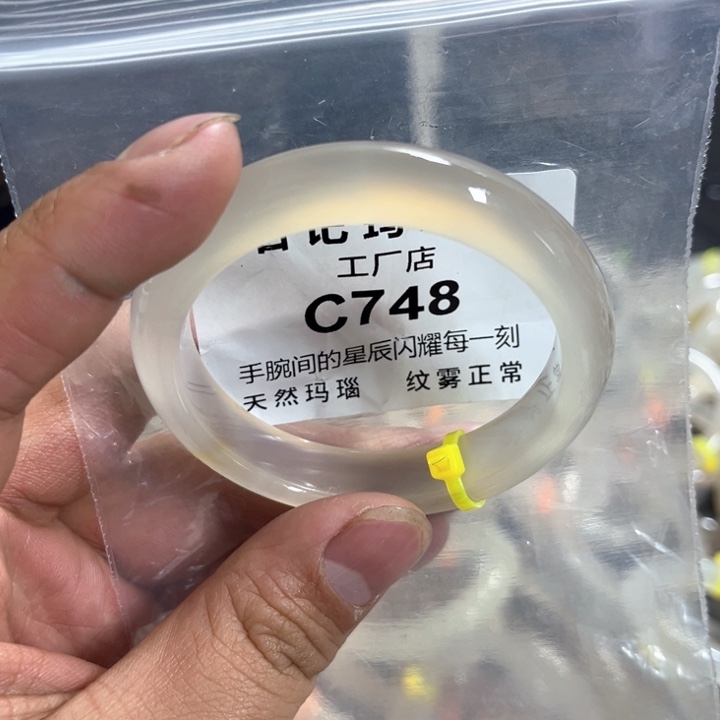 工厂店
C748
手腕间的星辰闪耀每一刻
天然玛瑙 纹雾正常